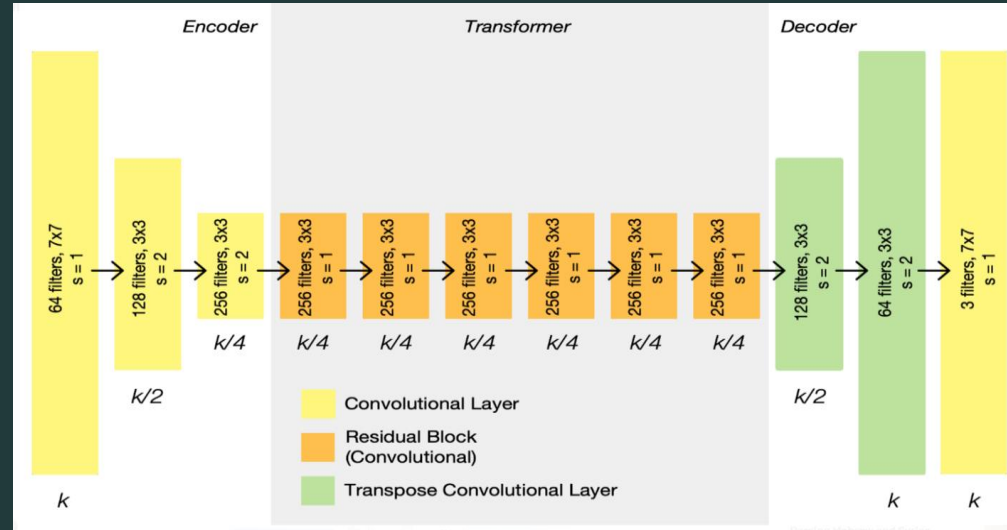 Encoder
Transformer
Decoder
64 filters, 7x7
s = 1
128 filters, 3x3
s = 2
256 filters, 3x3
s = 2
256 filters, 3x3
s = 1
256 filters, 3x3
s = 1
256 filters, 3x3
s = 1
256 filters, 3x3
s = 1
256 filters, 3x3
s = 1
256 filters, 3x3
s = 1
128 filters, 3x3
s = 2
64 filters, 3x3
s = 2
3 filters, 7x7
s = 1
k/4
k/4
k/4
k/4
k/4
k/4
k/4
k/2
k/2
Convolutional Layer
Residual Block
(Convolutional)
Transpose Convolutional Layer
k
k
k